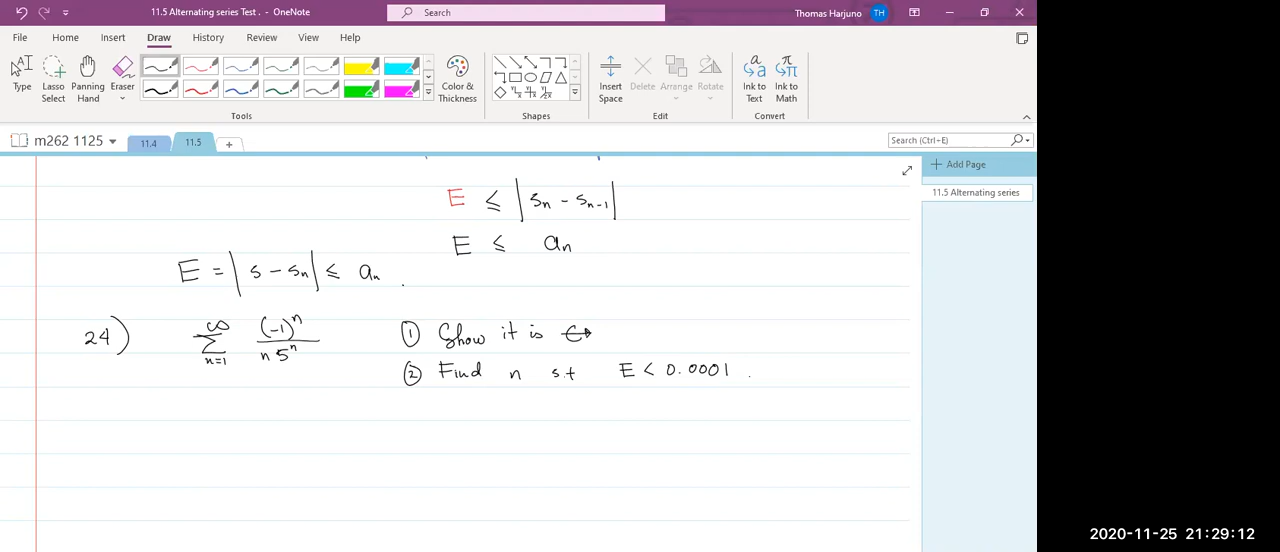 11.5 Alternating series Test . - OneNote
Search
Thomas Harjuno TH
File Home Insert Draw History Review View Help
Type
Lasso Select
Panning Hand
Eraser
Color & Thickness
Insert Space
Delete
Arrange
Rotate
Ink to Text
Ink to Math
Tools
Shapes
Edit
Convert
m262 1125
11.4
11.5
Search (Ctrl+E)
Add Page
11.5 Alternating series
E ≤ |sn - sn-1|
E ≤ an
E = |s - sn| ≤ an .
24) ∑_{n=1}^{∞} (-1)^n / (n 5^n)
① Show it is
② Find n s.t E < 0.0001 .
2020-11-25 21:29:12